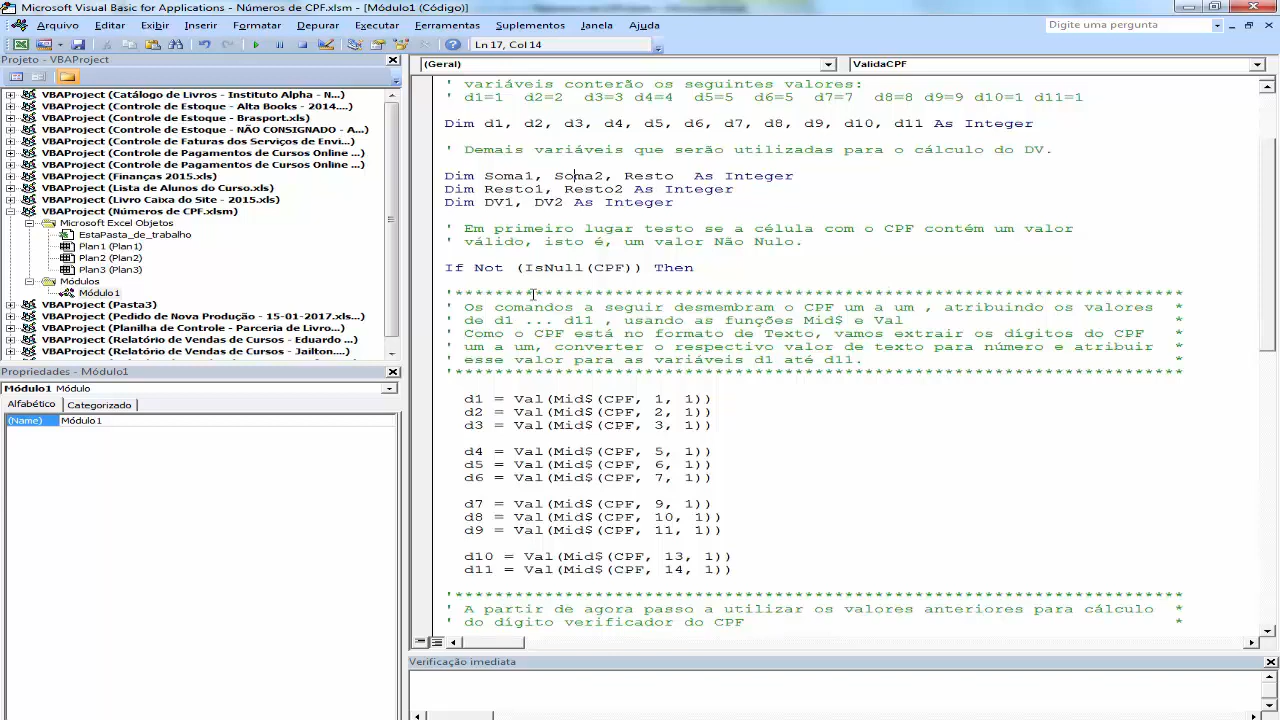 Microsoft Visual Basic for Applications - Números de CPF.xlsm - [Módulo1 (Código)]
Arquivo Editar Exibir Inserir Formatar Depurar Executar Ferramentas Suplementos Janela Ajuda
Digite uma pergunta
Ln 17, Col 14
Projeto - VBAProject
VBAProject (Catálogo de Livros - Instituto Alpha - N...)
VBAProject (Controle de Estoque - Alta Books - 2014....)
VBAProject (Controle de Estoque - Brasport.xls)
VBAProject (Controle de Estoque - NÃO CONSIGNADO - A...
VBAProject (Controle de Faturas dos Serviços de Envi...)
VBAProject (Controle de Pagamentos de Cursos Online ...)
VBAProject (Controle de Pagamentos de Cursos Online ...)
VBAProject (Finanças 2015.xls)
VBAProject (Lista de Alunos do Curso.xls)
VBAProject (Livro Caixa do Site - 2015.xls)
VBAProject (Números de CPF.xlsm)
Microsoft Excel Objetos
EstaPasta_de_trabalho
Plan1 (Plan1)
Plan2 (Plan2)
Plan3 (Plan3)
Módulos
Módulo1
VBAProject (Pasta3)
VBAProject (Pedido de Nova Produção - 15-01-2017.xls)
VBAProject (Planilha de Controle - Parceria de Livro...)
VBAProject (Relatório de Vendas de Cursos - Eduardo ...)
VBAProject (Relatório de Vendas de Cursos - Jailton...)
Propriedades - Módulo1
Módulo1 Módulo
Alfabético Categorizado
(Name) Módulo1
(Geral) ValidaCPF
' variáveis conterão os seguintes valores:
' d1=1 d2=2 d3=3 d4=4 d5=5 d6=5 d7=7 d8=8 d9=9 d10=1 d11=1
Dim d1, d2, d3, d4, d5, d6, d7, d8, d9, d10, d11 As Integer
' Demais variáveis que serão utilizadas para o cálculo do DV.
Dim Soma1, Soma2, Resto As Integer
Dim Resto1, Resto2 As Integer
Dim DV1, DV2 As Integer
' Em primeiro lugar testo se a célula com o CPF contém um valor
' válido, isto é, um valor Não Nulo.
If Not (IsNull(CPF)) Then
'**************************************************************************
' Os comandos a seguir desmembram o CPF um a um , atribuindo os valores *
' de d1 ... d11 , usando as funções Mid$ e Val
' Como o CPF está no formato de Texto, vamos extrair os dígitos do CPF *
' um a um, converter o respectivo valor de texto para número e atribuir *
' esse valor para as variáveis d1 até d11. *
'**************************************************************************
d1 = Val(Mid$(CPF, 1, 1))
d2 = Val(Mid$(CPF, 2, 1))
d3 = Val(Mid$(CPF, 3, 1))
d4 = Val(Mid$(CPF, 5, 1))
d5 = Val(Mid$(CPF, 6, 1))
d6 = Val(Mid$(CPF, 7, 1))
d7 = Val(Mid$(CPF, 9, 1))
d8 = Val(Mid$(CPF, 10, 1))
d9 = Val(Mid$(CPF, 11, 1))
d10 = Val(Mid$(CPF, 13, 1))
d11 = Val(Mid$(CPF, 14, 1))
'**************************************************************************
' A partir de agora passo a utilizar os valores anteriores para cálculo *
' do dígito verificador do CPF *
Verificação imediata